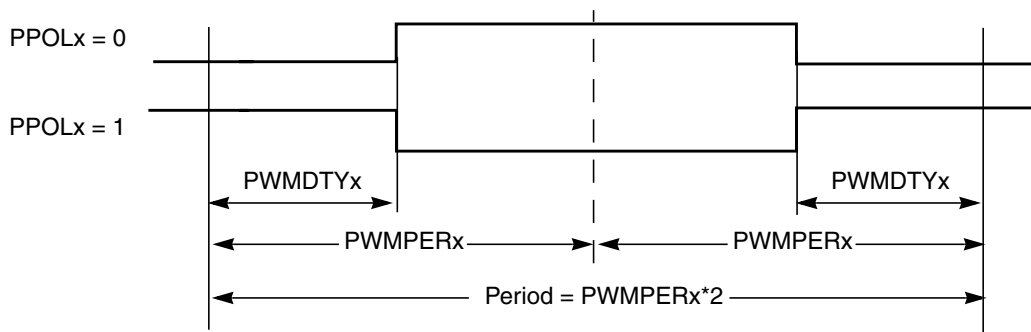 PPOLx = 0
PPOLx = 1
PWMDTYx
PWMDTYx
PWMPERx
PWMPERx
Period = PWMPERx*2